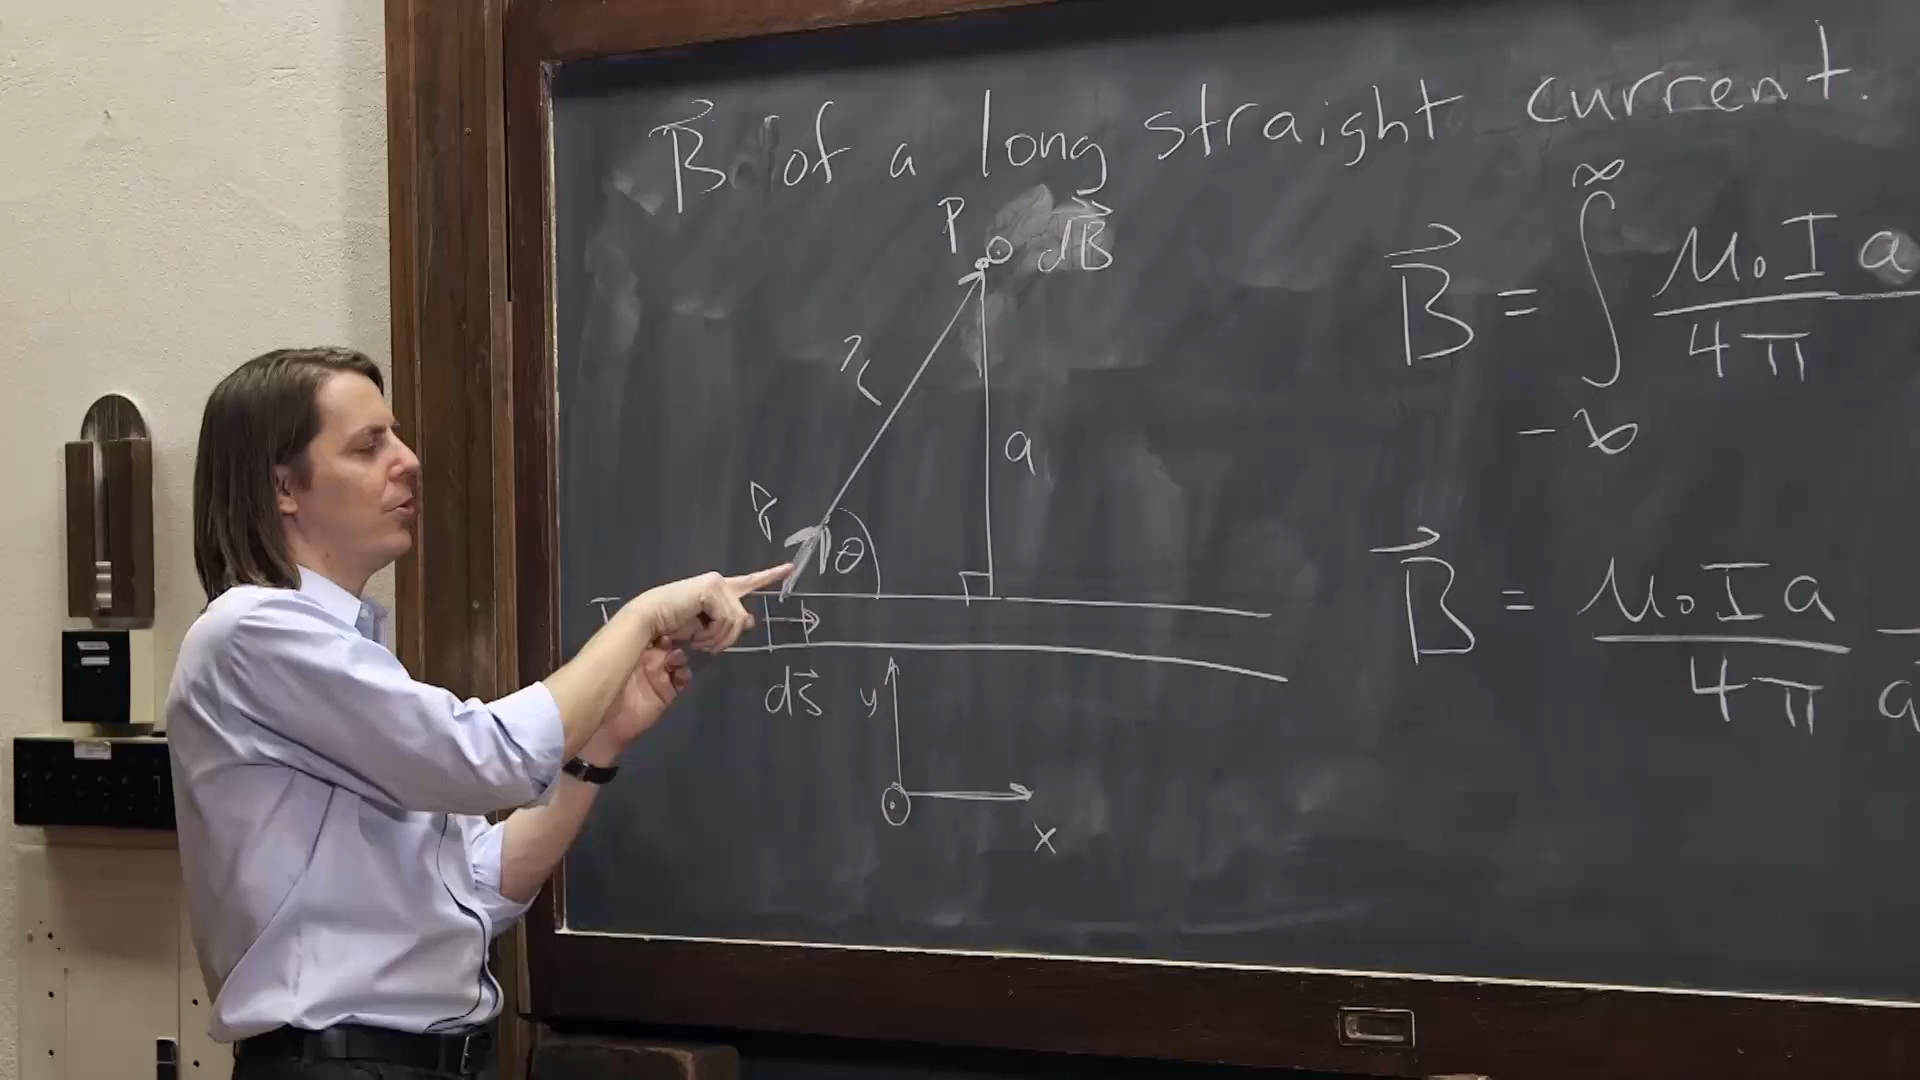 B⃗ of a long straight current.
P
dB⃗
r⃗
a
r̂
θ
I
ds⃗
y
x
B⃗ = ∫_{-∞}^{∞} μ₀Ia / 4π
B⃗ = μ₀Ia / 4π
a